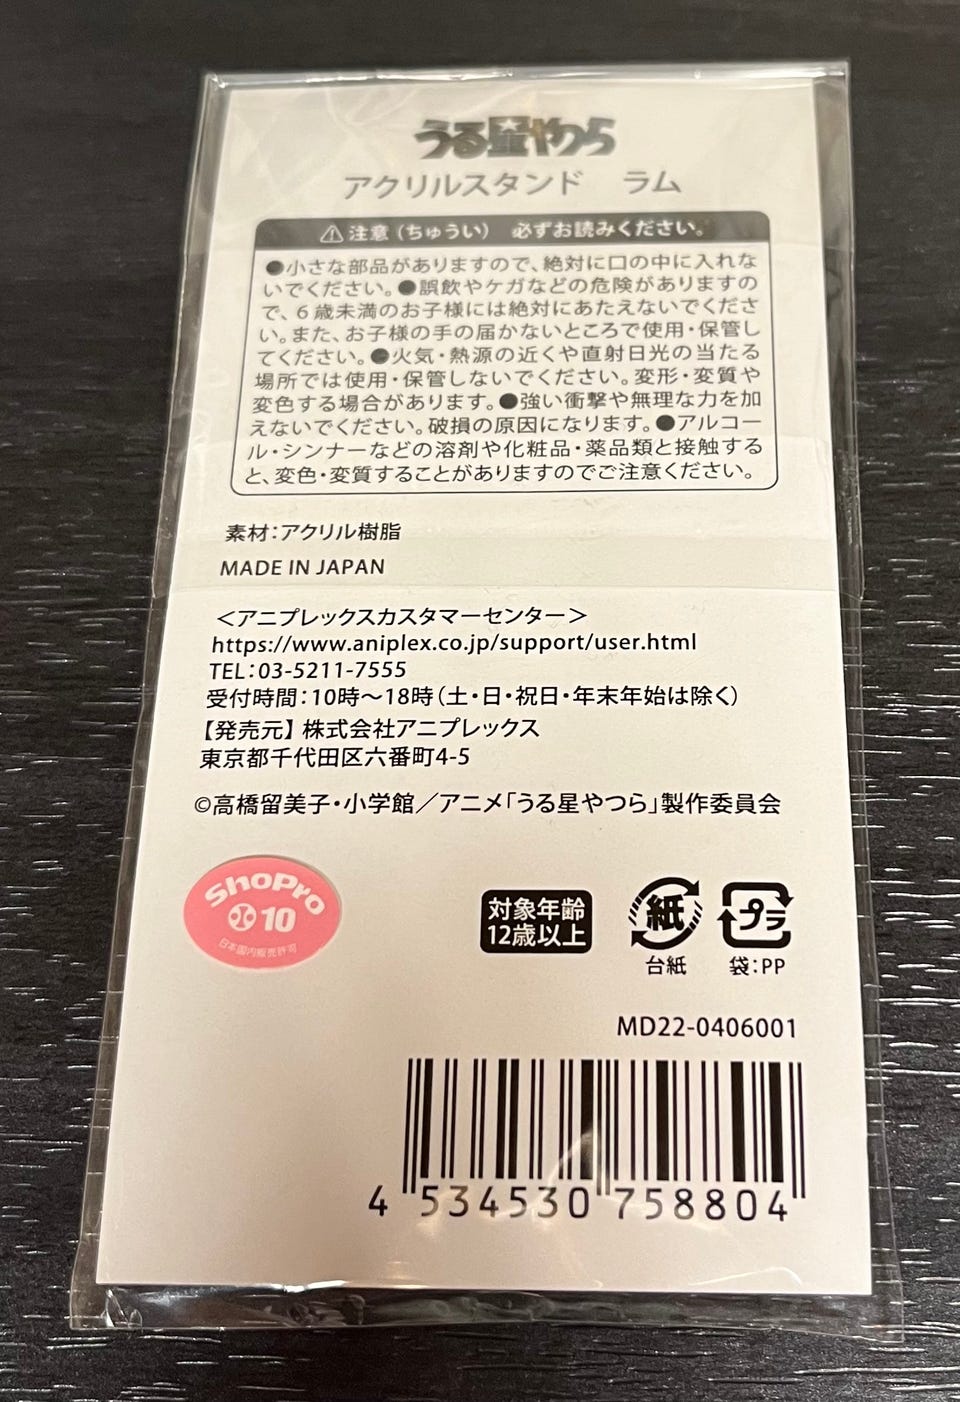 うる星やつら
アクリルスタンド ラム
⚠注意（ちゅうい） 必ずお読みください。
●小さな部品がありますので、絶対に口の中に入れな
いでください。●誤飲やケガなどの危険がありますの
で、6歳未満のお子様には絶対にあたえないでくださ
い。また、お子様の手の届かないところで使用・保管し
てください。●火気・熱源の近くや直射日光の当たる
場所では使用・保管しないでください。変形・変質や
変色する場合があります。●強い衝撃や無理な力を加
えないでください。破損の原因になります。●アルコー
ル・シンナーなどの溶剤や化粧品・薬品類と接触する
と、変色・変質することがありますのでご注意ください。
素材：アクリル樹脂
MADE IN JAPAN
＜アニプレックスカスタマーセンター＞
https://www.aniplex.co.jp/support/user.html
TEL：03-5211-7555
受付時間：10時～18時（土・日・祝日・年末年始は除く）
【発売元】株式会社アニプレックス
東京都千代田区六番町4-5
©高橋留美子・小学館／アニメ「うる星やつら」製作委員会
ShoPro
10
日本国内販売許可
対象年齢
12歳以上
紙
台紙
プラ
袋：PP
MD22-0406001
4 534530 758804